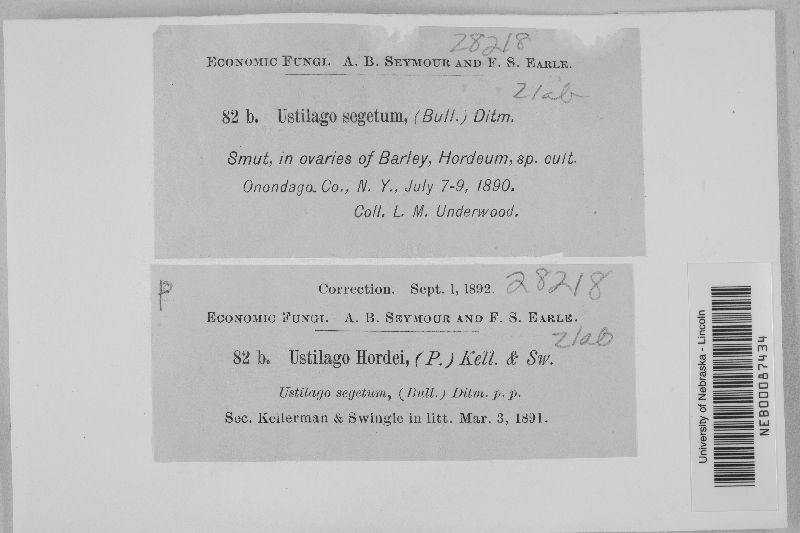 28218
ECONOMIC FUNGI. A. B. SEYMOUR AND F. S. EARLE.
21ab
82 b. Ustilago segetum, (Bull.) Ditm.
Smut, in ovaries of Barley, Hordeum, sp. cult.
Onondaga Co., N. Y., July 7-9, 1890.
Coll. L. M. Underwood.
P
Correction. Sept. 1, 1892. 28218
ECONOMIC FUNGI. A. B. SEYMOUR AND F. S. EARLE.
21ab
82 b. Ustilago Hordei, (P.) Kell. & Sw.
Ustilago segetum, (Bull.) Ditm. p. p.
Sec. Kellerman & Swingle in litt. Mar. 3, 1891.
University of Nebraska - Lincoln
NEB00087434